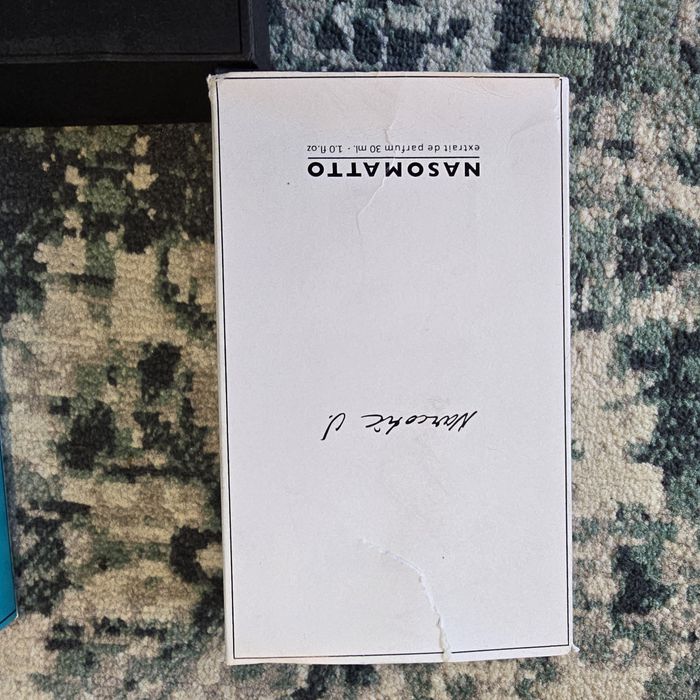 Narcotic V.
NASOMATTO
extrait de parfum 30 ml. - 1.0 fl.oz